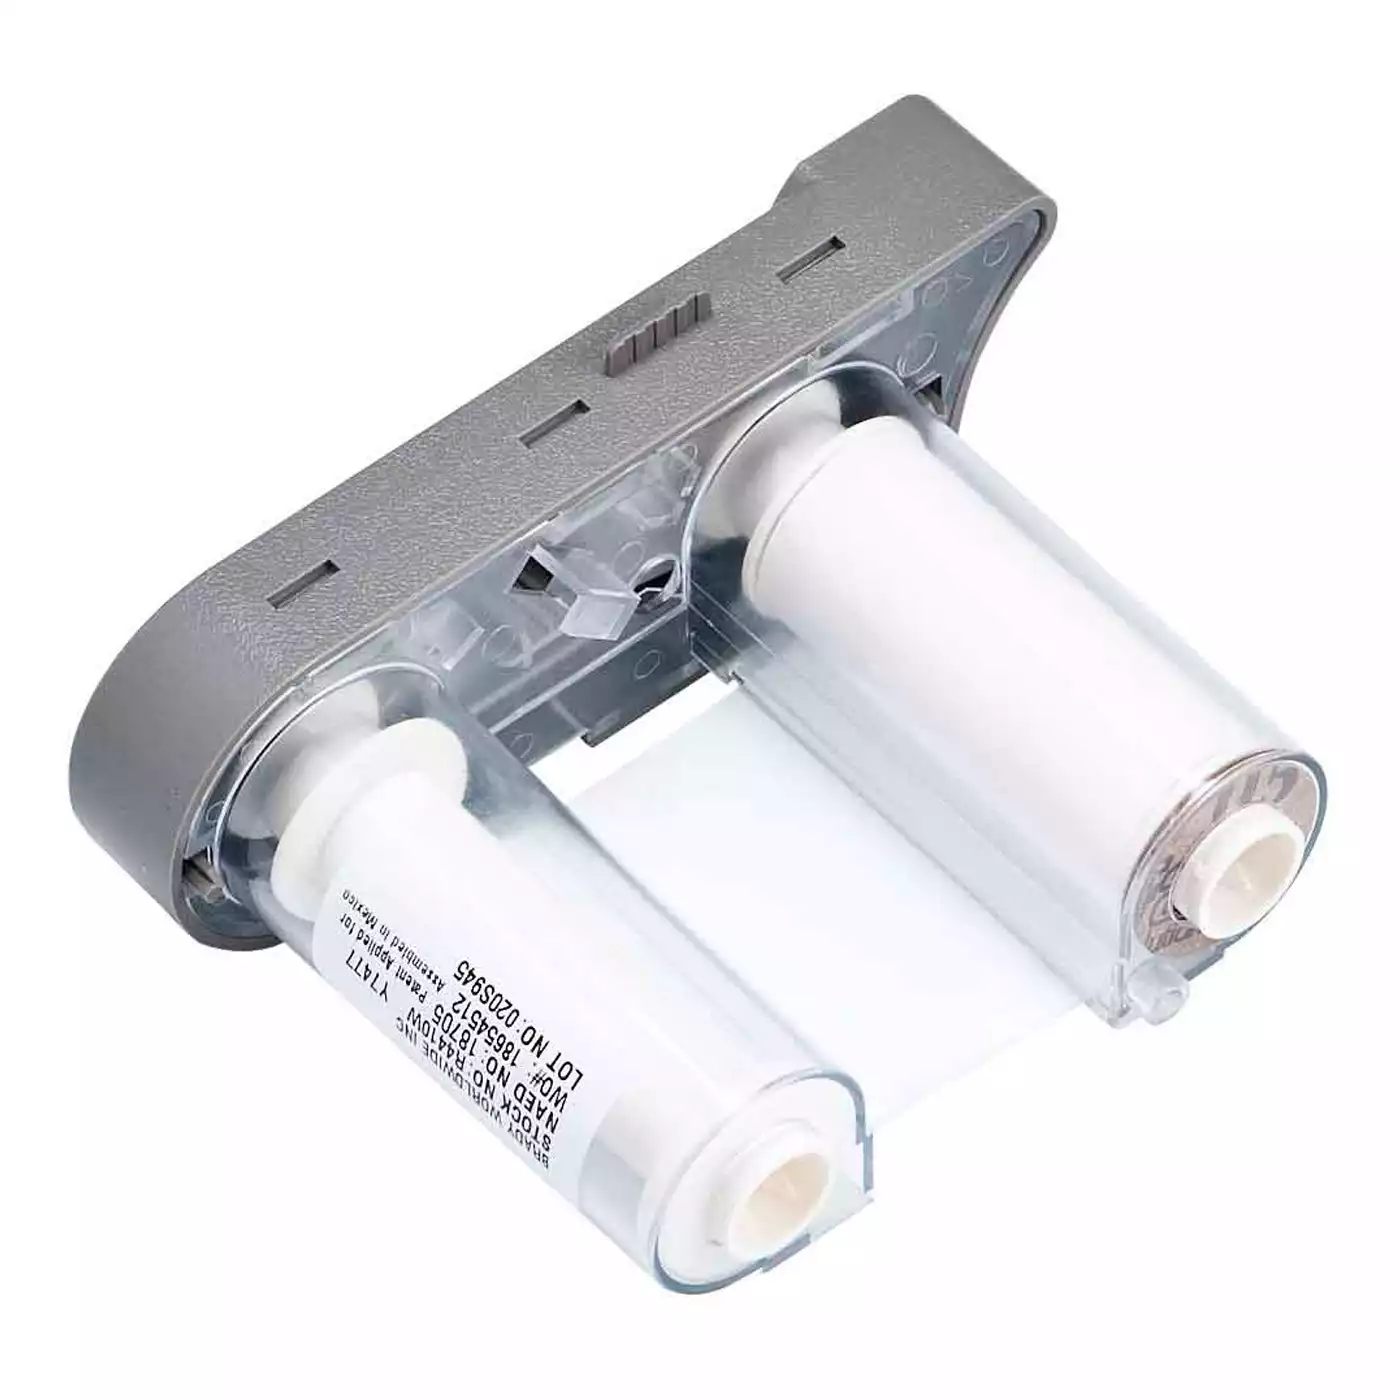 BRADY WORLDWIDE INC
STOCK NO: R4410W Y7477
NAED NO: 18705 Patent Applied for
WO#: 18654512 Assembled in Mexico
LOT NO: 020S945